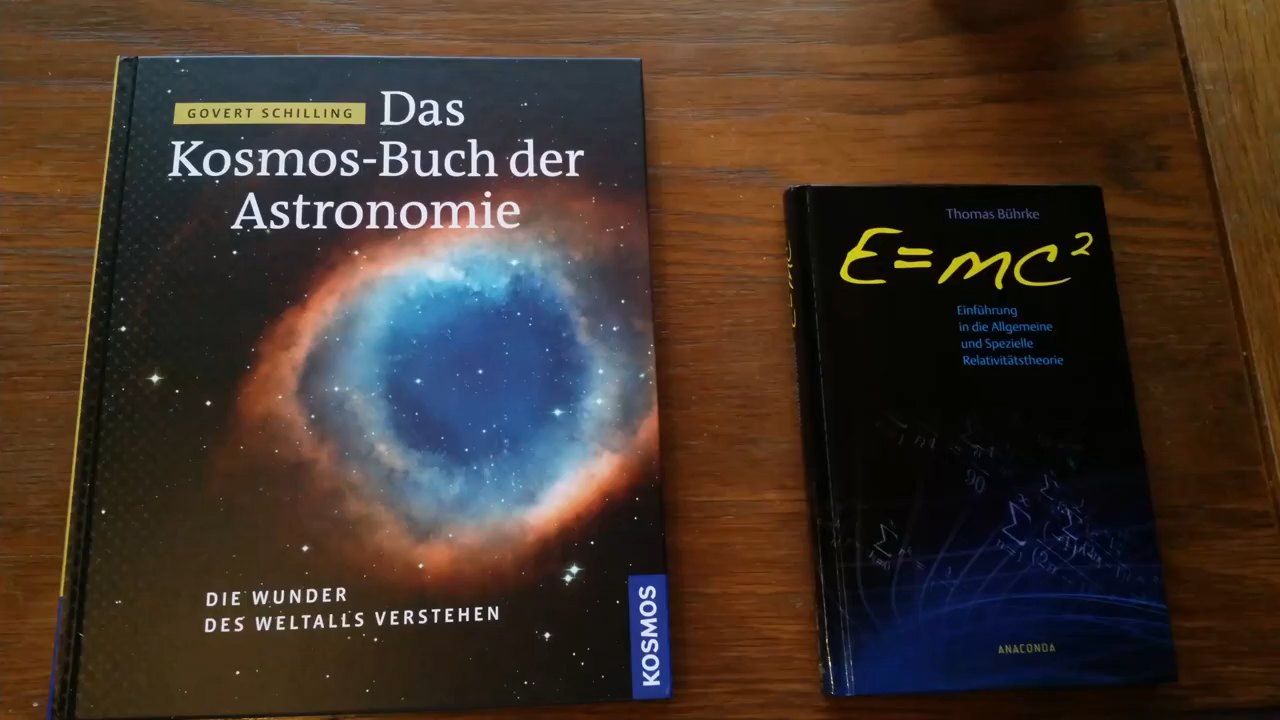 GOVERT SCHILLING Das
Kosmos-Buch der
Astronomie
DIE WUNDER
DES WELTALLS VERSTEHEN
KOSMOS
Thomas Bührke
E=mc²
Einführung
in die Allgemeine
und Spezielle
Relativitätstheorie
ANACONDA